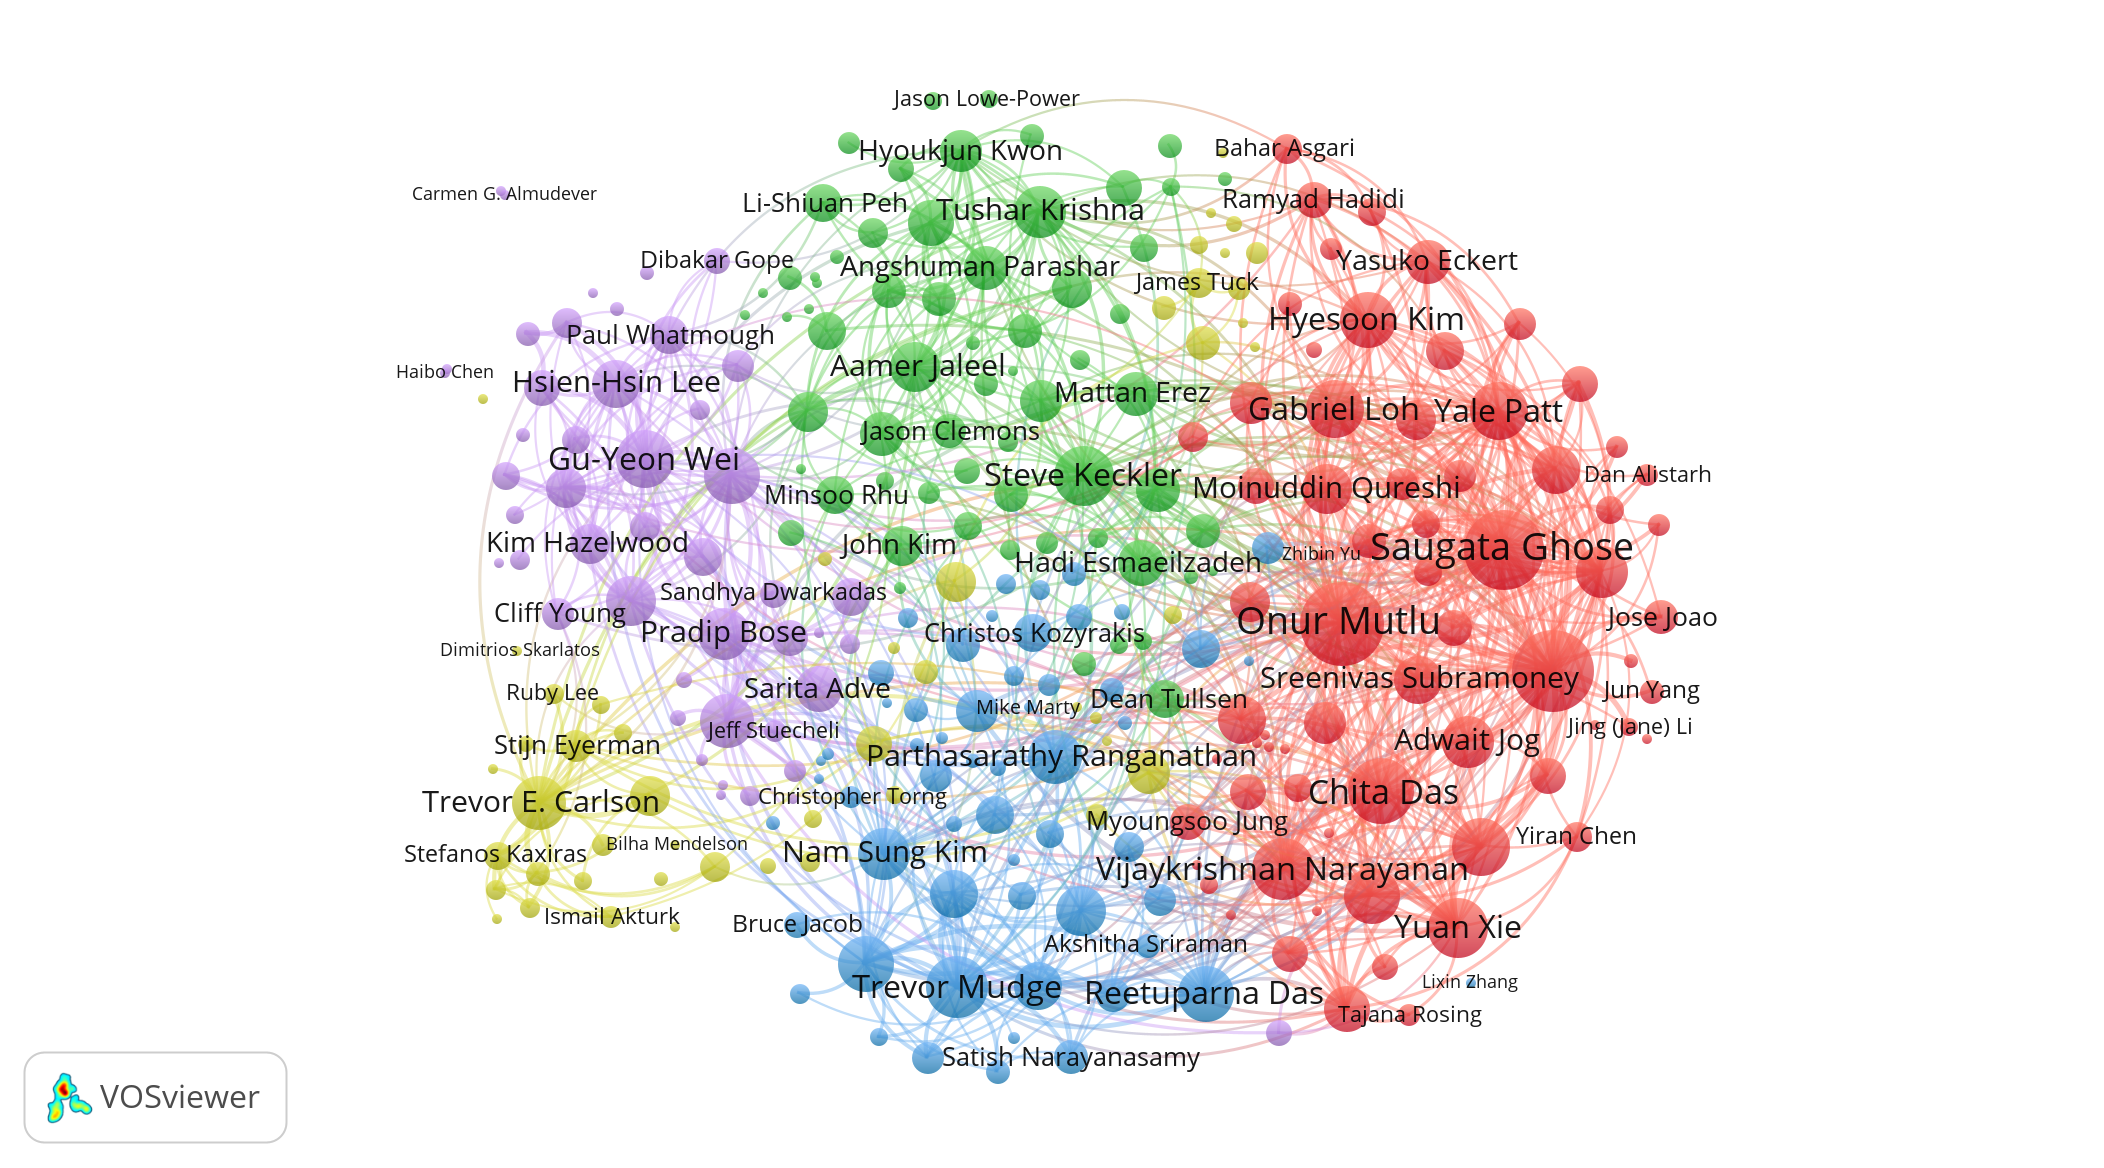 Jason Lowe-Power
Hyoukjun Kwon
Bahar Asgari
Carmen G. Almudever
Li-Shiuan Peh
Tushar Krishna
Ramyad Hadidi
Dibakar Gope
Angshuman Parashar
James Tuck
Yasuko Eckert
Paul Whatmough
Hyesoon Kim
Haibo Chen
Hsien-Hsin Lee
Aamer Jaleel
Mattan Erez
Gabriel Loh
Yale Patt
Jason Clemons
Gu-Yeon Wei
Steve Keckler
Dan Alistarh
Minsoo Rhu
Moinuddin Qureshi
Kim Hazelwood
John Kim
Hadi Esmaeilzadeh
Zhibin Yu
Saugata Ghose
Sandhya Dwarkadas
Cliff Young
Pradip Bose
Christos Kozyrakis
Onur Mutlu
Jose Joao
Dimitrios Skarlatos
Ruby Lee
Sarita Adve
Mike Marty
Dean Tullsen
Sreenivas Subramoney
Jun Yang
Jeff Stuecheli
Jing (Jane) Li
Stijn Eyerman
Parthasarathy Ranganathan
Adwait Jog
Trevor E. Carlson
Christopher Torng
Chita Das
Myoungsoo Jung
Yiran Chen
Stefanos Kaxiras
Bilha Mendelson
Nam Sung Kim
Vijaykrishnan Narayanan
Ismail Akturk
Bruce Jacob
Yuan Xie
Akshitha Sriraman
Trevor Mudge
Reetuparna Das
Lixin Zhang
Tajana Rosing
Satish Narayanasamy
VOSviewer